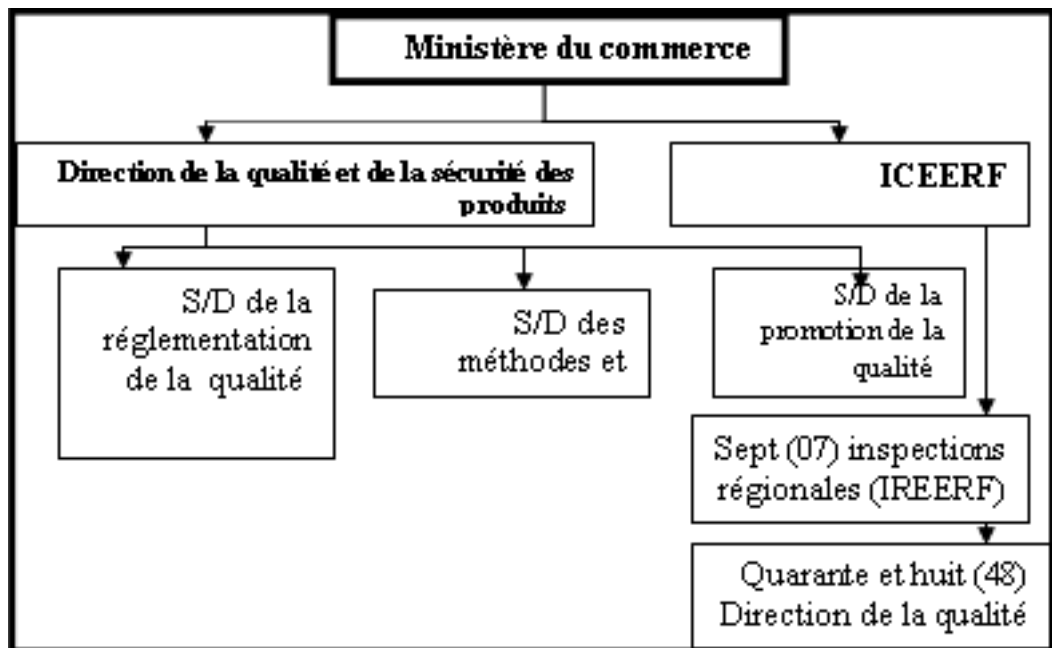 Ministère du commerce
Direction de la qualité et de la sécurité des
produits
ICEERF
S/D de la
réglementation
de la qualité
S/D des
méthodes et
S/D de la
promotion de la
qualité
Sept (07) inspections
régionales (IREERF)
Quarante et huit (48)
Direction de la qualité